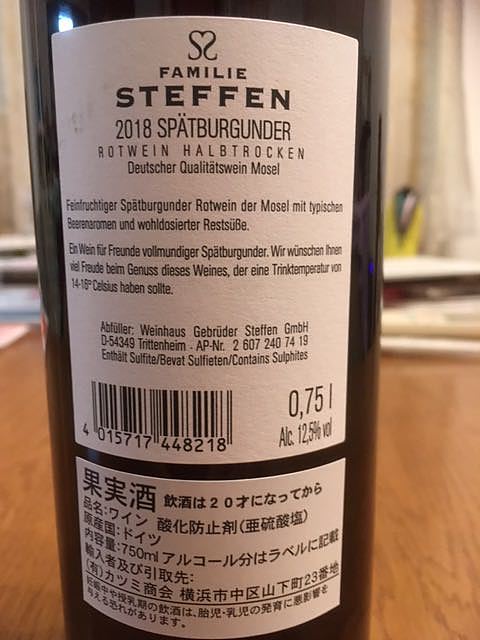 FAMILIE
STEFFEN
2018 SPÄTBURGUNDER
ROTWEIN HALBTROCKEN
Deutscher Qualitätswein Mosel
Feinfruchtiger Spätburgunder Rotwein der Mosel mit typischen
Beerenaromen und wohldosierter Restsüße.
Ein Wein für Freunde vollmundiger Spätburgunder. Wir wünschen Ihnen
viel Freude beim Genuss dieses Weines, der eine Trinktemperatur von
14-16° Celsius haben sollte.
Abfüller: Weinhaus Gebrüder Steffen GmbH
D-54349 Trittenheim - AP-Nr. 2 607 240 74 19
Enthält Sulfite/Bevat Sulfieten/Contains Sulphites
4 015717 448218
0,75 l
Alc. 12,5% vol
果実酒 飲酒は20才になってから
品名:ワイン 酸化防止剤(亜硫酸塩)
原産国:ドイツ
内容量:750ml アルコール分はラベルに記載
輸入者及び引取先:
(有)カツミ商会 横浜市中区山下町23番地
妊娠中や授乳期の飲酒は、胎児・乳児の発育に悪影響を
与える恐れがあります。